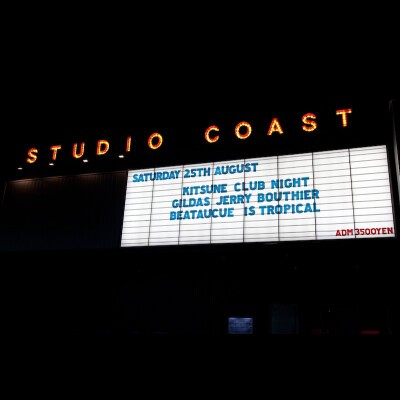 STUDIO COAST
SATURDAY 25TH AUGUST
KITSUNE CLUB NIGHT
GILDAS JERRY BOUTHIER
BEATAUCUE IS TROPICAL
ADM 3500YEN